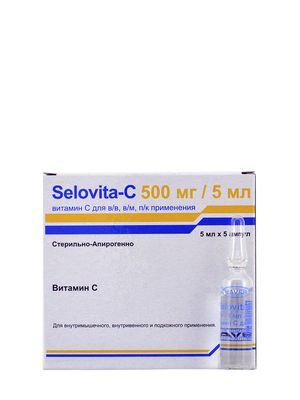 Selovita-C 500 мг / 5 мл
витамин С для в/в, в/м, п/к применения
5 мл х 5 ампул
Стерильно-Апирогенно
Витамин С
Для внутримышечного, внутривенного и подкожного применения.